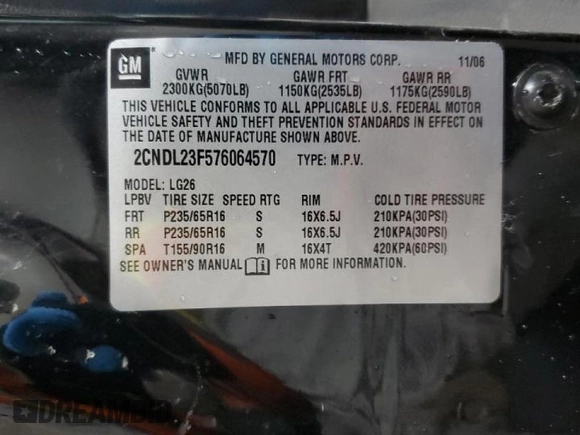 GM
MFD BY GENERAL MOTORS CORP. 11/06
GVWR GAWR FRT GAWR RR
2300KG(5070LB) 1150KG(2535LB) 1175KG(2590LB)
THIS VEHICLE CONFORMS TO ALL APPLICABLE U.S. FEDERAL MOTOR
VEHICLE SAFETY AND THEFT PREVENTION STANDARDS IN EFFECT ON
THE DATE OF MANUFACTURE SHOWN ABOVE.
2CNDL23F576064570 TYPE: M.P.V.
MODEL: LG26
LPBV TIRE SIZE SPEED RTG RIM COLD TIRE PRESSURE
FRT P235/65R16 S 16X6.5J 210KPA(30PSI)
RR P235/65R16 S 16X6.5J 210KPA(30PSI)
SPA T155/90R16 M 16X4T 420KPA(60PSI)
SEE OWNER'S MANUAL FOR MORE INFORMATION.
DREAMBID